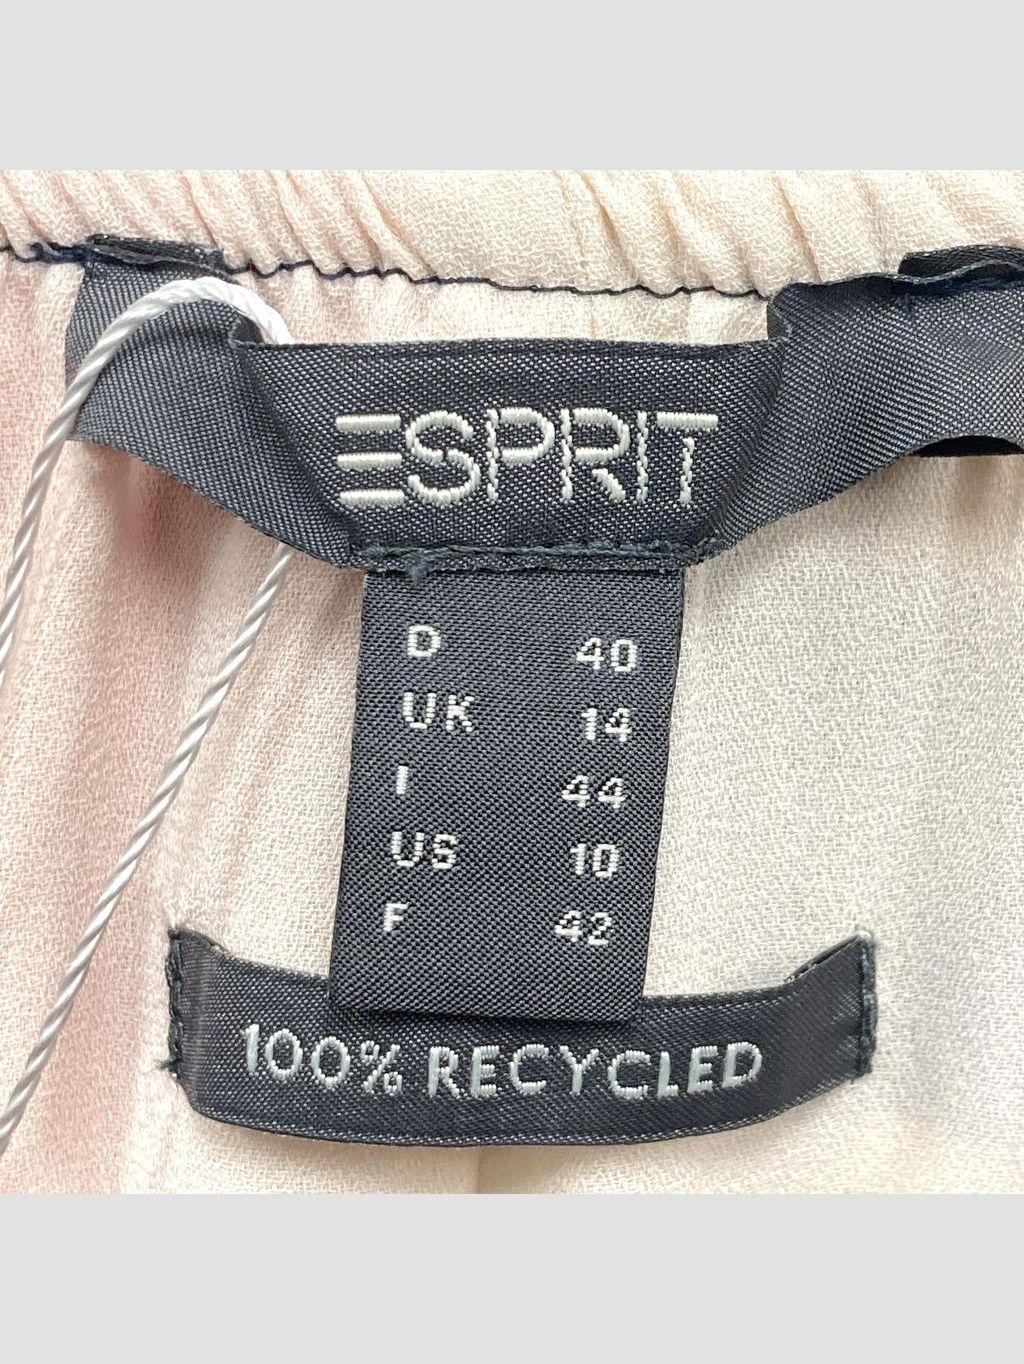 ESPRIT
D 40
UK 14
I 44
US 10
F 42
100% RECYCLED